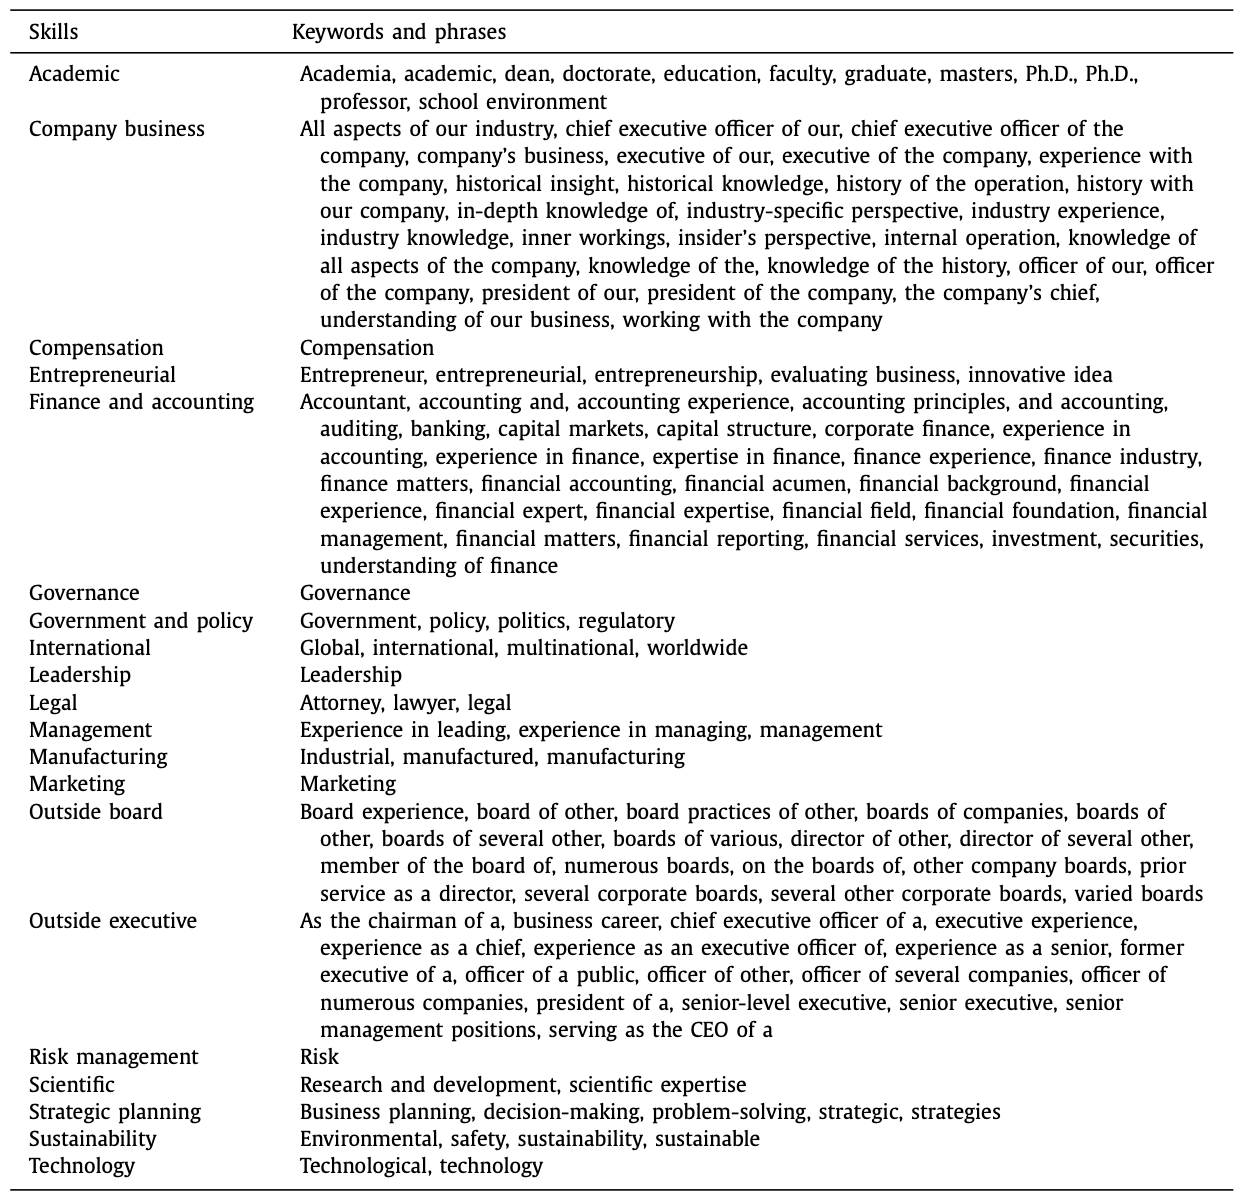 Skills Keywords and phrases
Academic Academia, academic, dean, doctorate, education, faculty, graduate, masters, Ph.D., Ph.D.,
professor, school environment
Company business All aspects of our industry, chief executive officer of our, chief executive officer of the
company, company's business, executive of our, executive of the company, experience with
the company, historical insight, historical knowledge, history of the operation, history with
our company, in-depth knowledge of, industry-specific perspective, industry experience,
industry knowledge, inner workings, insider's perspective, internal operation, knowledge of
all aspects of the company, knowledge of the, knowledge of the history, officer of our, officer
of the company, president of our, president of the company, the company's chief,
understanding of our business, working with the company
Compensation Compensation
Entrepreneurial Entrepreneur, entrepreneurial, entrepreneurship, evaluating business, innovative idea
Finance and accounting Accountant, accounting and, accounting experience, accounting principles, and accounting,
auditing, banking, capital markets, capital structure, corporate finance, experience in
accounting, experience in finance, expertise in finance, finance experience, finance industry,
finance matters, financial accounting, financial acumen, financial background, financial
experience, financial expert, financial expertise, financial field, financial foundation, financial
management, financial matters, financial reporting, financial services, investment, securities,
understanding of finance
Governance Governance
Government and policy Government, policy, politics, regulatory
International Global, international, multinational, worldwide
Leadership Leadership
Legal Attorney, lawyer, legal
Management Experience in leading, experience in managing, management
Manufacturing Industrial, manufactured, manufacturing
Marketing Marketing
Outside board Board experience, board of other, board practices of other, boards of companies, boards of
other, boards of several other, boards of various, director of other, director of several other,
member of the board of, numerous boards, on the boards of, other company boards, prior
service as a director, several corporate boards, several other corporate boards, varied boards
Outside executive As the chairman of a, business career, chief executive officer of a, executive experience,
experience as a chief, experience as an executive officer of, experience as a senior, former
executive of a, officer of a public, officer of other, officer of several companies, officer of
numerous companies, president of a, senior-level executive, senior executive, senior
management positions, serving as the CEO of a
Risk management Risk
Scientific Research and development, scientific expertise
Strategic planning Business planning, decision-making, problem-solving, strategic, strategies
Sustainability Environmental, safety, sustainability, sustainable
Technology Technological, technology